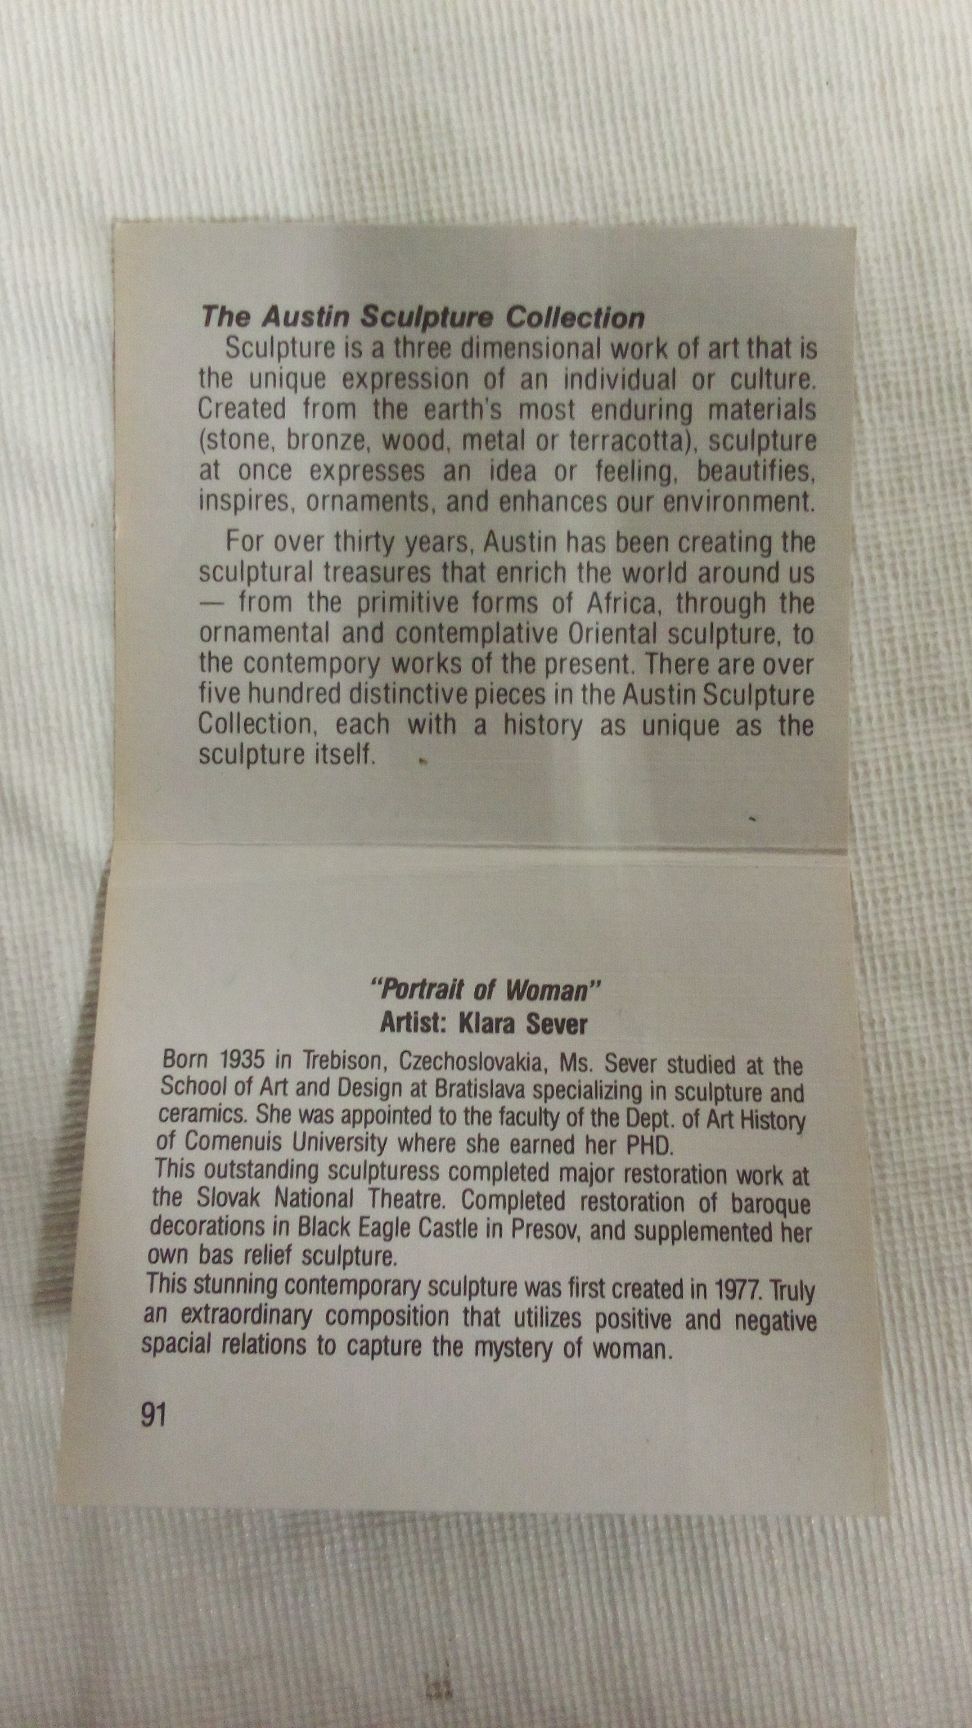 The Austin Sculpture Collection
Sculpture is a three dimensional work of art that is
the unique expression of an individual or culture.
Created from the earth's most enduring materials
(stone, bronze, wood, metal or terracotta), sculpture
at once expresses an idea or feeling, beautifies,
inspires, ornaments, and enhances our environment.
For over thirty years, Austin has been creating the
sculptural treasures that enrich the world around us
— from the primitive forms of Africa, through the
ornamental and contemplative Oriental sculpture, to
the contempory works of the present. There are over
five hundred distinctive pieces in the Austin Sculpture
Collection, each with a history as unique as the
sculpture itself.
"Portrait of Woman"
Artist: Klara Sever
Born 1935 in Trebison, Czechoslovakia, Ms. Sever studied at the
School of Art and Design at Bratislava specializing in sculpture and
ceramics. She was appointed to the faculty of the Dept. of Art History
of Comenuis University where she earned her PHD.
This outstanding sculpturess completed major restoration work at
the Slovak National Theatre. Completed restoration of baroque
decorations in Black Eagle Castle in Presov, and supplemented her
own bas relief sculpture.
This stunning contemporary sculpture was first created in 1977. Truly
an extraordinary composition that utilizes positive and negative
spacial relations to capture the mystery of woman.
91